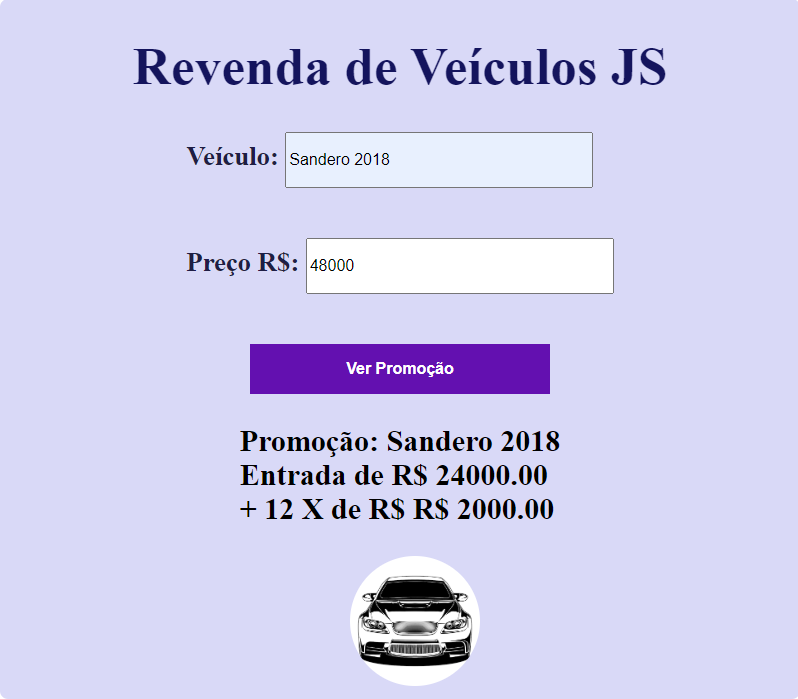 Revenda de Veículos JS
Veículo: Sandero 2018
Preço R$: 48000
Ver Promoção
Promoção: Sandero 2018
Entrada de R$ 24000.00
+ 12 X de R$ R$ 2000.00